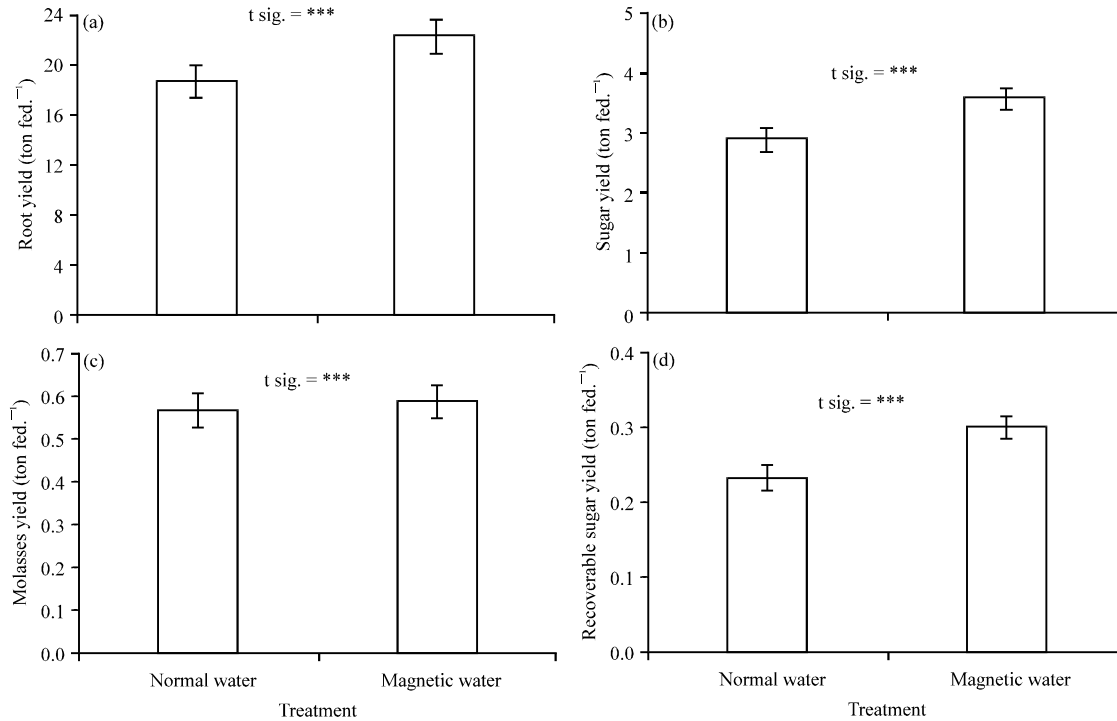 (a)
t sig. = ***
Root yield (ton fed.⁻¹)
24
20
16
12
8
4
0
(b)
t sig. = ***
Sugar yield (ton fed.⁻¹)
5
4
3
2
1
0
(c)
t sig. = ***
Molasses yield (ton fed.⁻¹)
0.7
0.6
0.5
0.4
0.3
0.2
0.1
0.0
Normal water Magnetic water
Treatment
(d)
t sig. = ***
Recoverable sugar yield (ton fed.⁻¹)
0.4
0.3
0.2
0.1
0.0
Normal water Magnetic water
Treatment